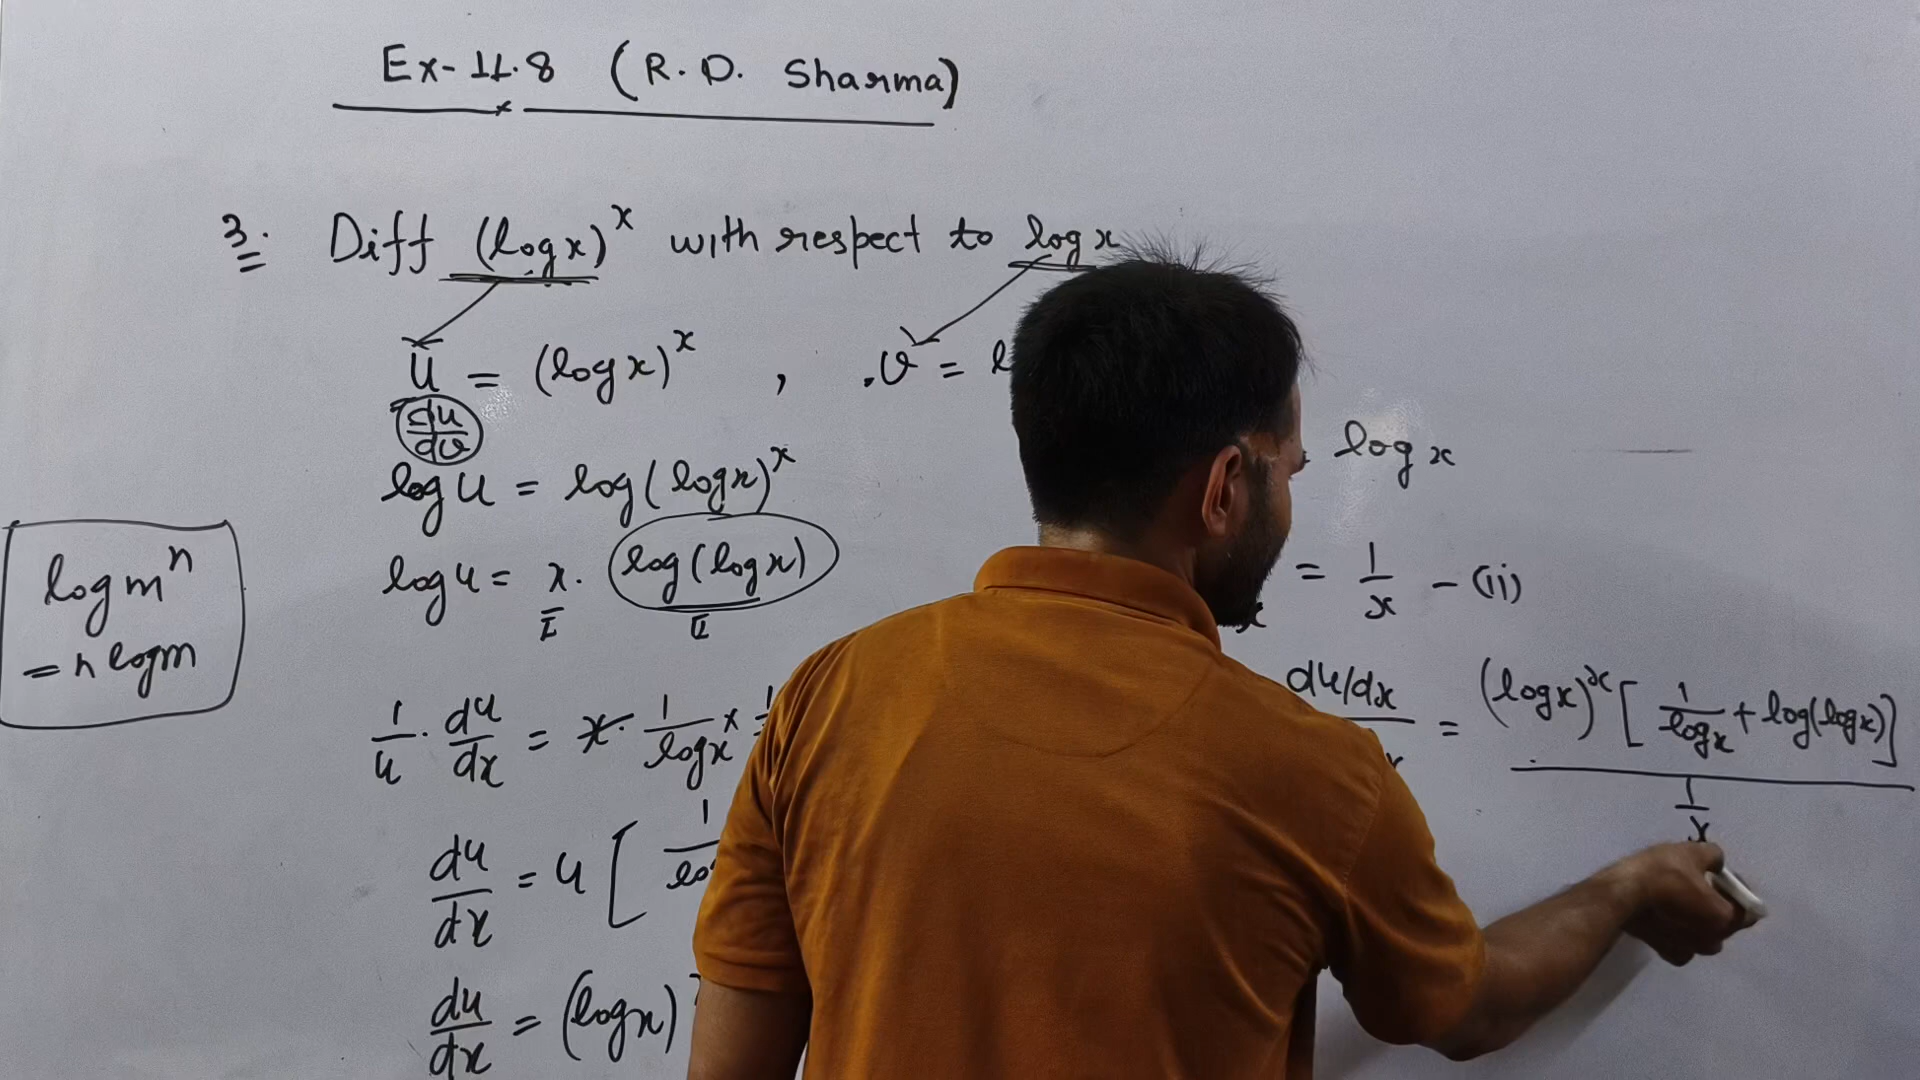 Ex-11.8 (R.D. Sharma)
3. Diff (log x)^x with respect to log x
u = (log x)^x , v = l
du/dv
log u = log(log x)^x
log u = x. log(log x)
I II
1/u . du/dx = x. 1/log x × 1
du/dx = u [ 1/lo
du/dx = (log x)
log m^n
= n log m
log x
x = 1/x - (ii)
du/dx = (log x)^x [ 1/log x + log(log x)]
1/x